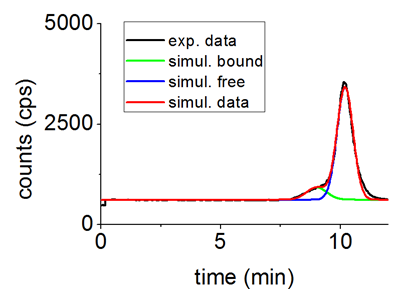 5000
2500
0
counts (cps)
exp. data
simul. bound
simul. free
simul. data
0
5
10
time (min)